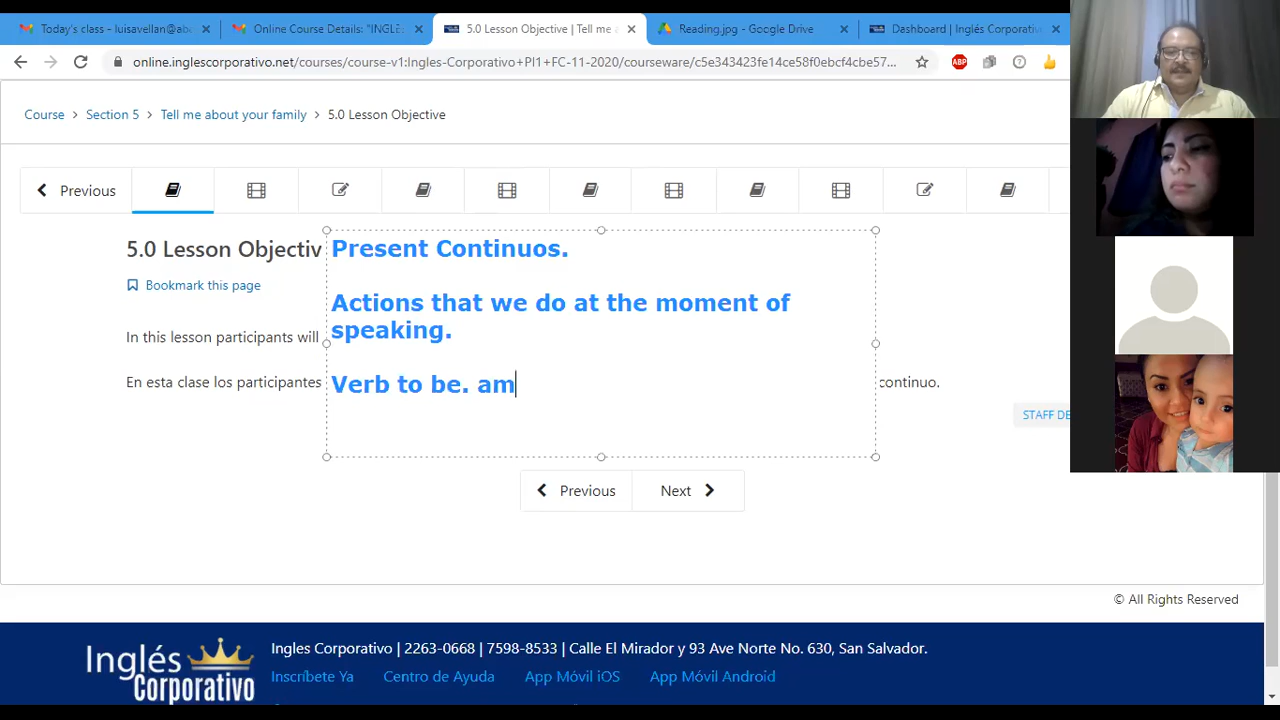 Today's class - luisavellan@abc
Online Course Details: "INGLÉS
5.0 Lesson Objective | Tell me a
Reading.jpg - Google Drive
Dashboard | Inglés Corporativo
online.inglescorporativo.net/courses/course-v1:Ingles-Corporativo+PI1+FC-11-2020/courseware/c5e343423fe14ce58f0ebcf4cbe57...
ABP
Course > Section 5 > Tell me about your family > 5.0 Lesson Objective
Previous
5.0 Lesson Objectiv
Present Continuos.
Bookmark this page
Actions that we do at the moment of
speaking.
In this lesson participants will
Verb to be. am
En esta clase los participantes
continuo.
STAFF DE
Previous
Next
© All Rights Reserved
Inglés
Corporativo
Ingles Corporativo | 2263-0668 | 7598-8533 | Calle El Mirador y 93 Ave Norte No. 630, San Salvador.
Inscríbete Ya
Centro de Ayuda
App Móvil iOS
App Móvil Android